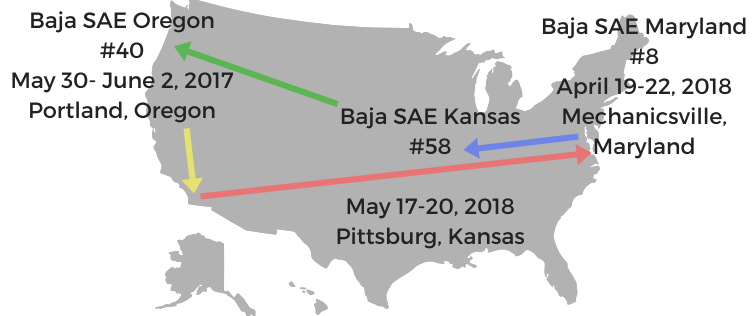 Baja SAE Oregon
#40
May 30- June 2, 2017
Portland, Oregon
Baja SAE Maryland
#8
April 19-22, 2018
Mechanicsville,
Maryland
Baja SAE Kansas
#58
May 17-20, 2018
Pittsburg, Kansas